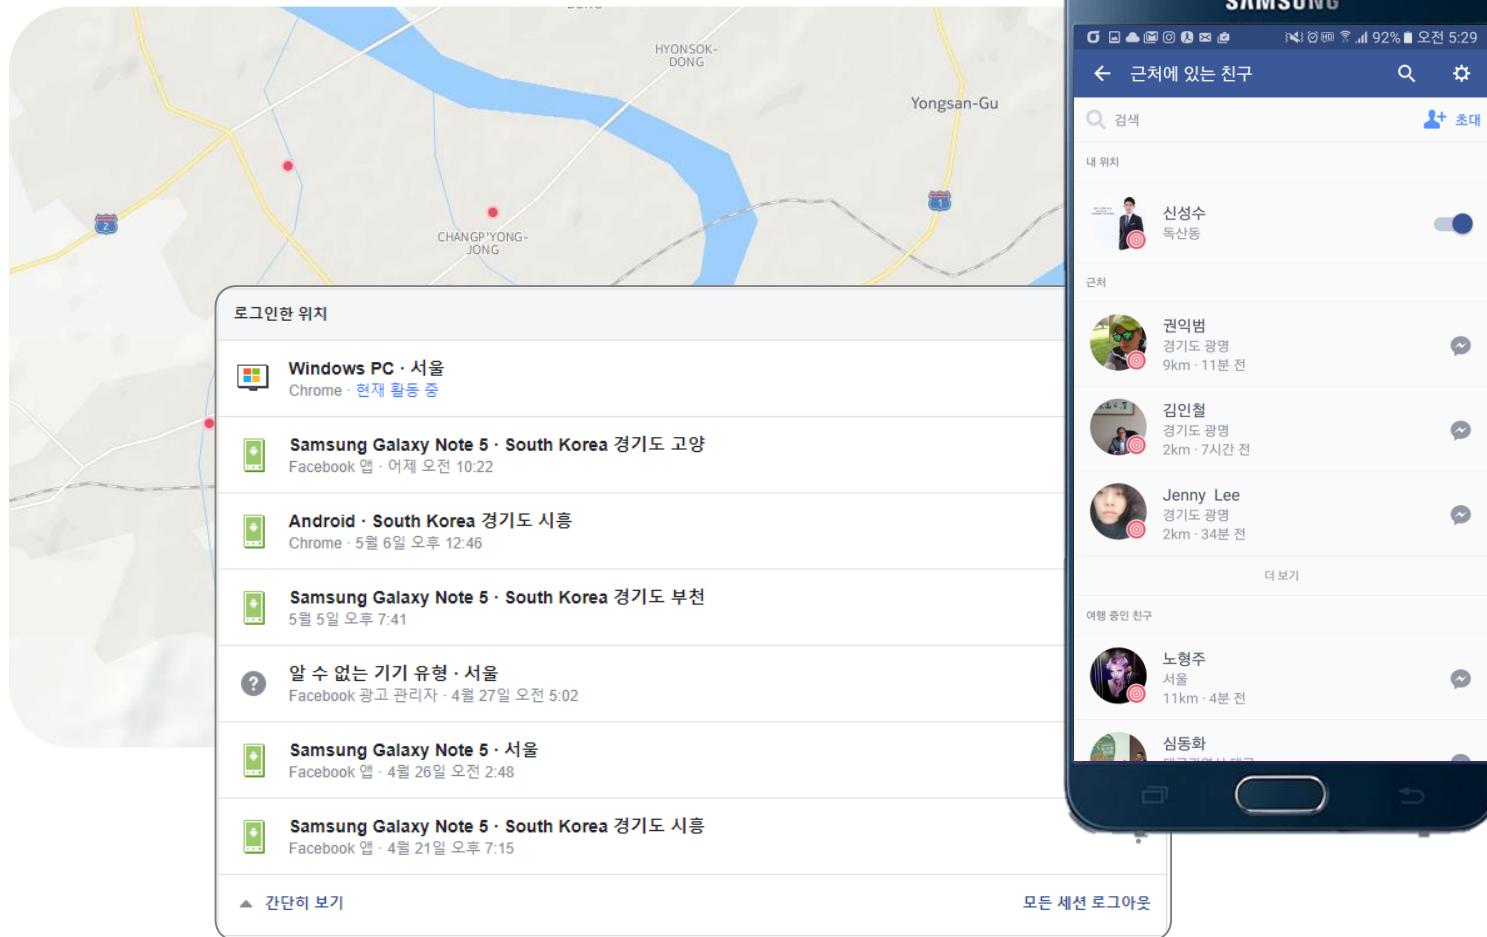 HYONSOK-
DONG
Yongsan-Gu
2
1
CHANGP'YONG-
JONG
로그인한 위치
Windows PC · 서울
Chrome · 현재 활동 중
Samsung Galaxy Note 5 · South Korea 경기도 고양
Facebook 앱 · 어제 오전 10:22
Android · South Korea 경기도 시흥
Chrome · 5월 6일 오후 12:46
Samsung Galaxy Note 5 · South Korea 경기도 부천
5월 5일 오후 7:41
알 수 없는 기기 유형 · 서울
Facebook 광고 관리자 · 4월 27일 오전 5:02
Samsung Galaxy Note 5 · 서울
Facebook 앱 · 4월 26일 오전 2:48
Samsung Galaxy Note 5 · South Korea 경기도 시흥
Facebook 앱 · 4월 21일 오후 7:15
간단히 보기
모든 세션 로그아웃
SAMSUNG
92% 오전 5:29
근처에 있는 친구
검색
초대
내 위치
신성수
독산동
근처
권익범
경기도 광명
9km · 11분 전
김인철
경기도 광명
2km · 7시간 전
Jenny Lee
경기도 광명
2km · 34분 전
더 보기
여행 중인 친구
노형주
서울
11km · 4분 전
심동화